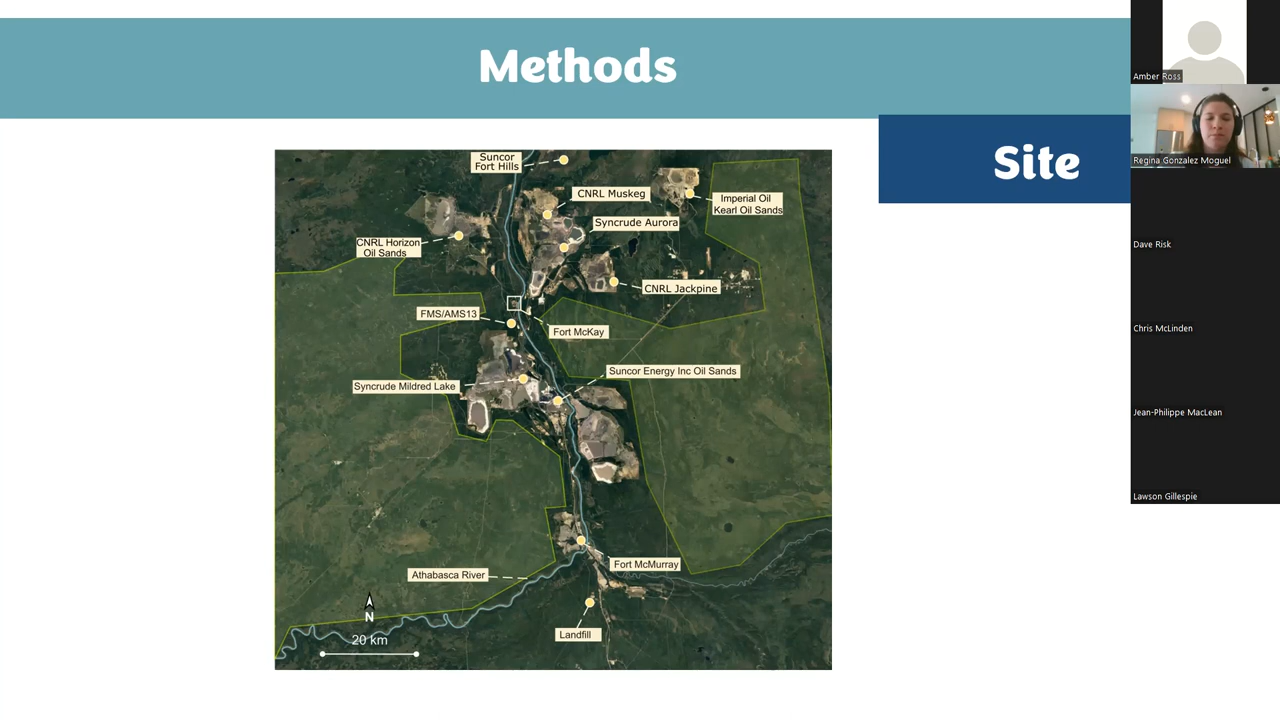 Methods
Site
Suncor
Fort Hills
CNRL Muskeg
Imperial Oil
Kearl Oil Sands
Syncrude Aurora
CNRL Horizon
Oil Sands
CNRL Jackpine
FMS/AMS13
Fort McKay
Suncor Energy Inc Oil Sands
Syncrude Mildred Lake
Fort McMurray
Athabasca River
N
20 km
Landfill
Amber Ross
Regina Gonzalez Moguel
Dave Risk
Chris McLinden
Jean-Philippe MacLean
Lawson Gillespie